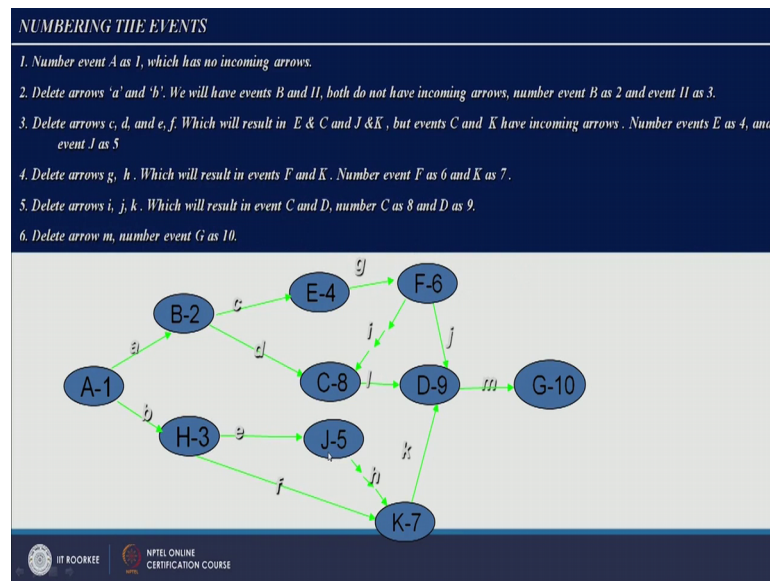 NUMBERING THE EVENTS
1. Number event A as 1, which has no incoming arrows.
2. Delete arrows 'a' and 'b'. We will have events B and H, both do not have incoming arrows, number event B as 2 and event H as 3.
3. Delete arrows c, d, and e, f. Which will result in E & C and J &K , but events C and K have incoming arrows . Number events E as 4, and
event J as 5
4. Delete arrows g, h . Which will result in events F and K . Number event F as 6 and K as 7 .
5. Delete arrows i, j, k . Which will result in event C and D, number C as 8 and D as 9.
6. Delete arrow m, number event G as 10.
g
F-6
E-4
c
B-2
i
j
a
d
A-1
C-8
l
D-9
m
G-10
b
H-3
e
J-5
k
h
f
K-7
IIT ROORKEE
NPTEL
NPTEL ONLINE
CERTIFICATION COURSE